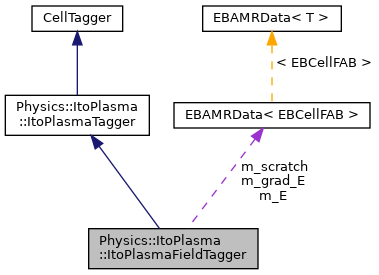 CellTagger
EBAMRData< T >
< EBCellFAB >
Physics::ItoPlasma
::ItoPlasmaTagger
EBAMRData< EBCellFAB >
m_scratch
m_grad_E
m_E
Physics::ItoPlasma
::ItoPlasmaFieldTagger